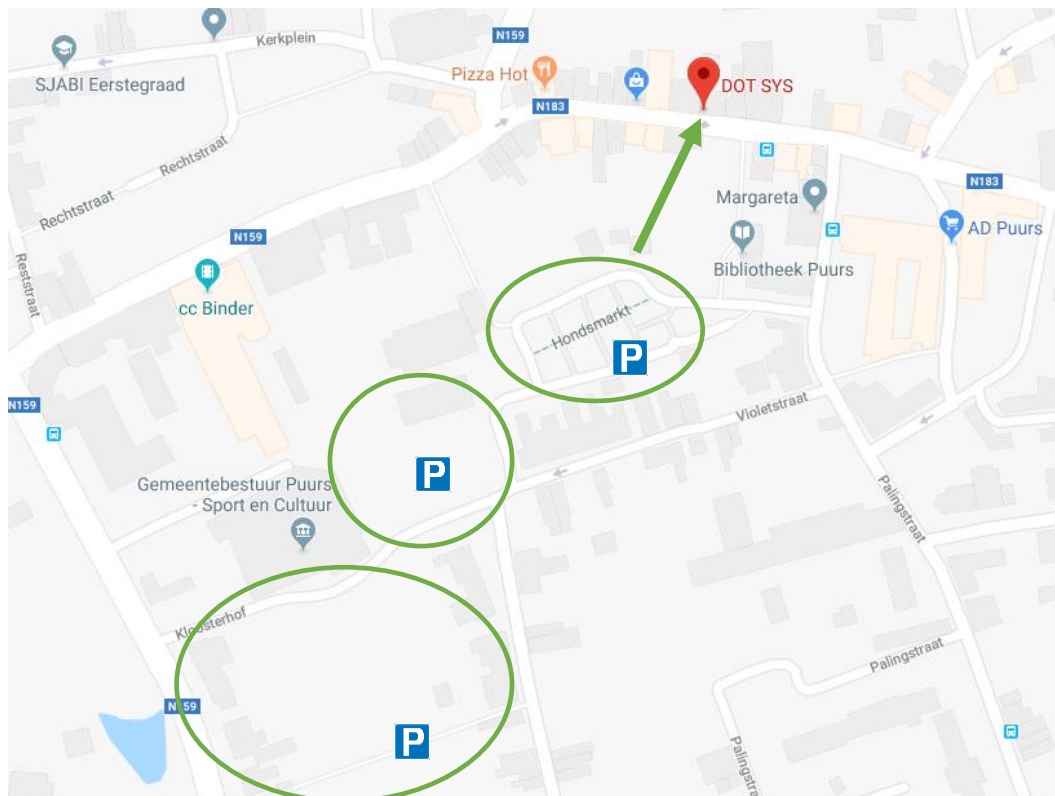 Kerkplein
N159
SJABI Eerstegraad
Pizza Hot
DOT SYS
N183
Rechtstraat
Rechtstraat
N183
Margareta
N159
AD Puurs
Bibliotheek Puurs
Reststraat
cc Binder
Hondsmarkt
P
N159
Violetstraat
P
Gemeentebestuur Puurs
- Sport en Cultuur
Palingstraat
Kloosterhof
Palingstraat
N159
P
Palingstraat